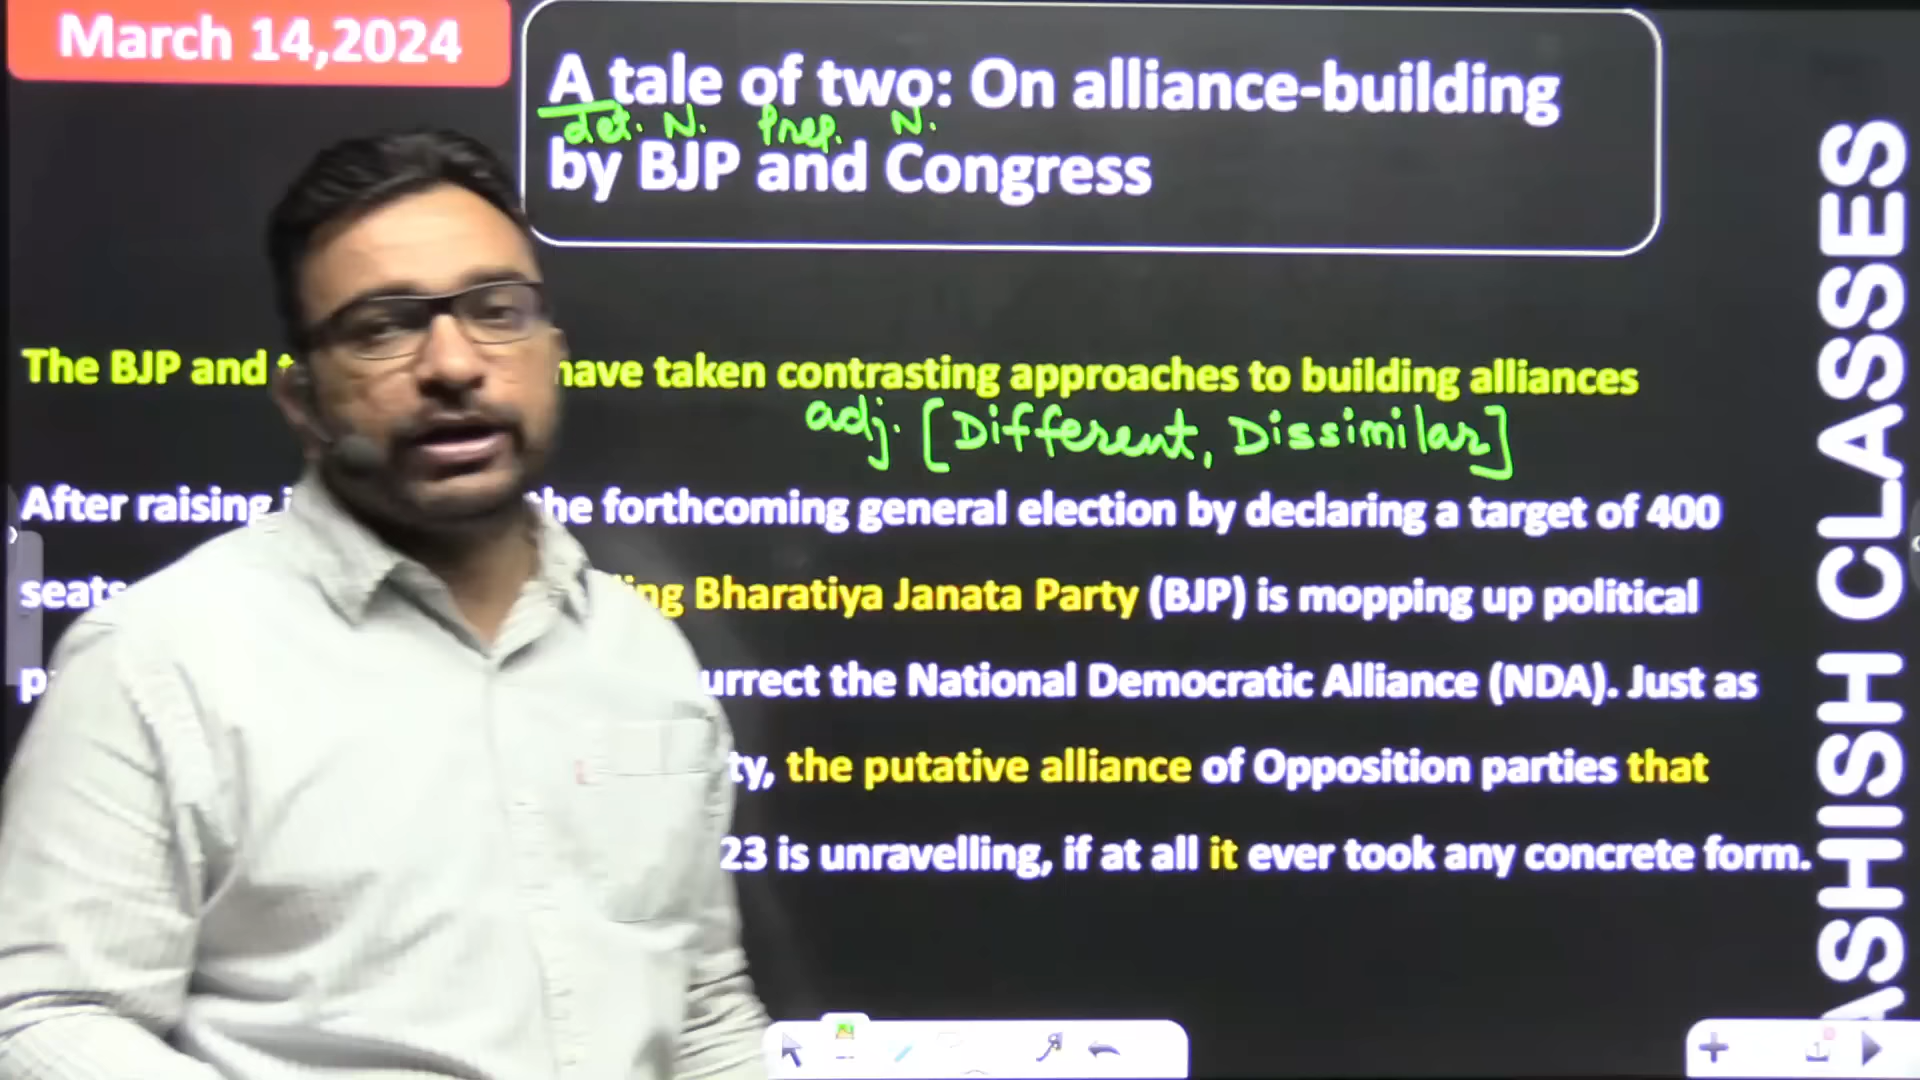 March 14,2024
A tale of two: On alliance-building
det. N. Prep. N.
by BJP and Congress
The BJP and have taken contrasting approaches to building alliances
adj. [Different, Dissimilar]
After raising the forthcoming general election by declaring a target of 400
seats Bharatiya Janata Party (BJP) is mopping up political
the National Democratic Alliance (NDA). Just as
the putative alliance of Opposition parties that
23 is unravelling, if at all it ever took any concrete form.
ASHISH CLASSES